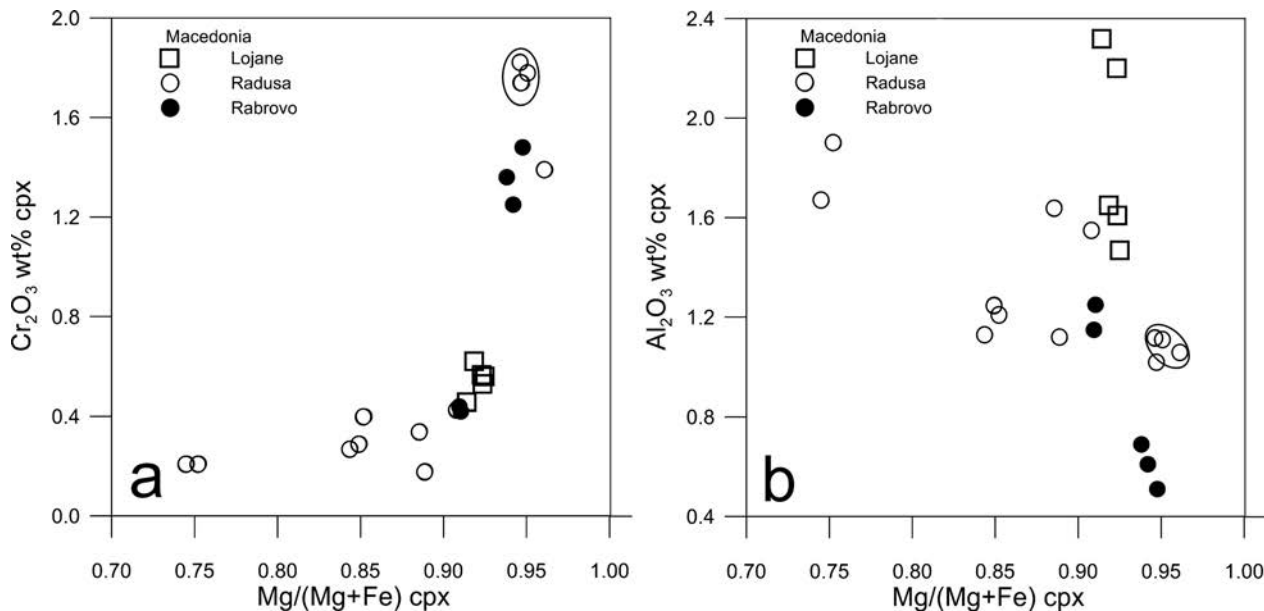 2.0
1.6
1.2
0.8
0.4
0.0
Cr₂O₃ wt% cpx
Macedonia
Lojane
Radusa
Rabrovo
a
0.70 0.75 0.80 0.85 0.90 0.95 1.00
Mg/(Mg+Fe) cpx
2.4
2.0
1.6
1.2
0.8
0.4
Al₂O₃ wt% cpx
Macedonia
Lojane
Radusa
Rabrovo
b
0.70 0.75 0.80 0.85 0.90 0.95 1.00
Mg/(Mg+Fe) cpx